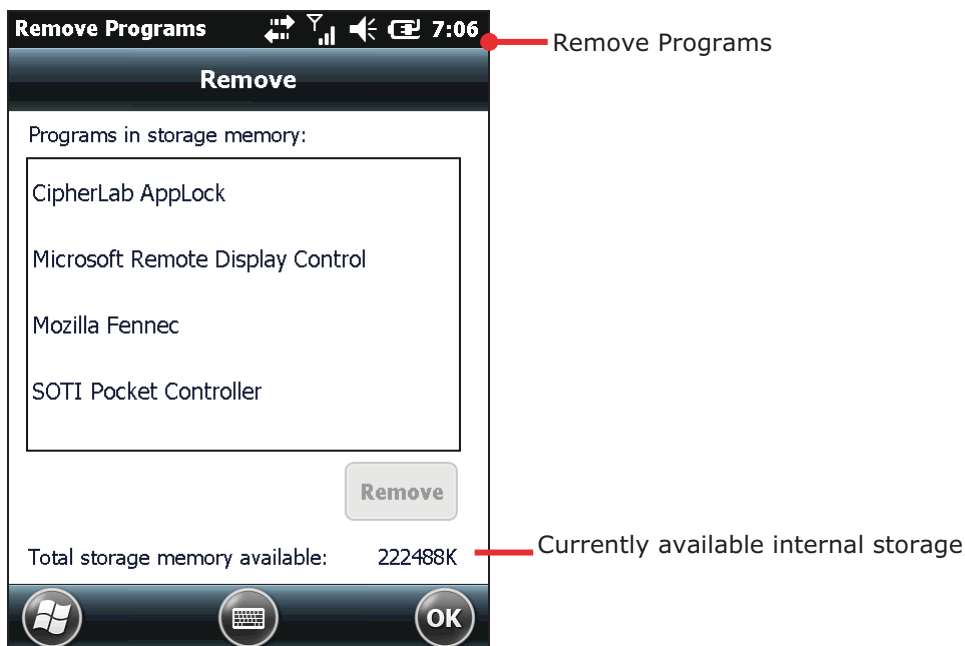 Remove Programs 7:06
Remove Programs
Remove
Programs in storage memory:
CipherLab AppLock
Microsoft Remote Display Control
Mozilla Fennec
SOTI Pocket Controller
Remove
Total storage memory available: 222488K
Currently available internal storage
OK